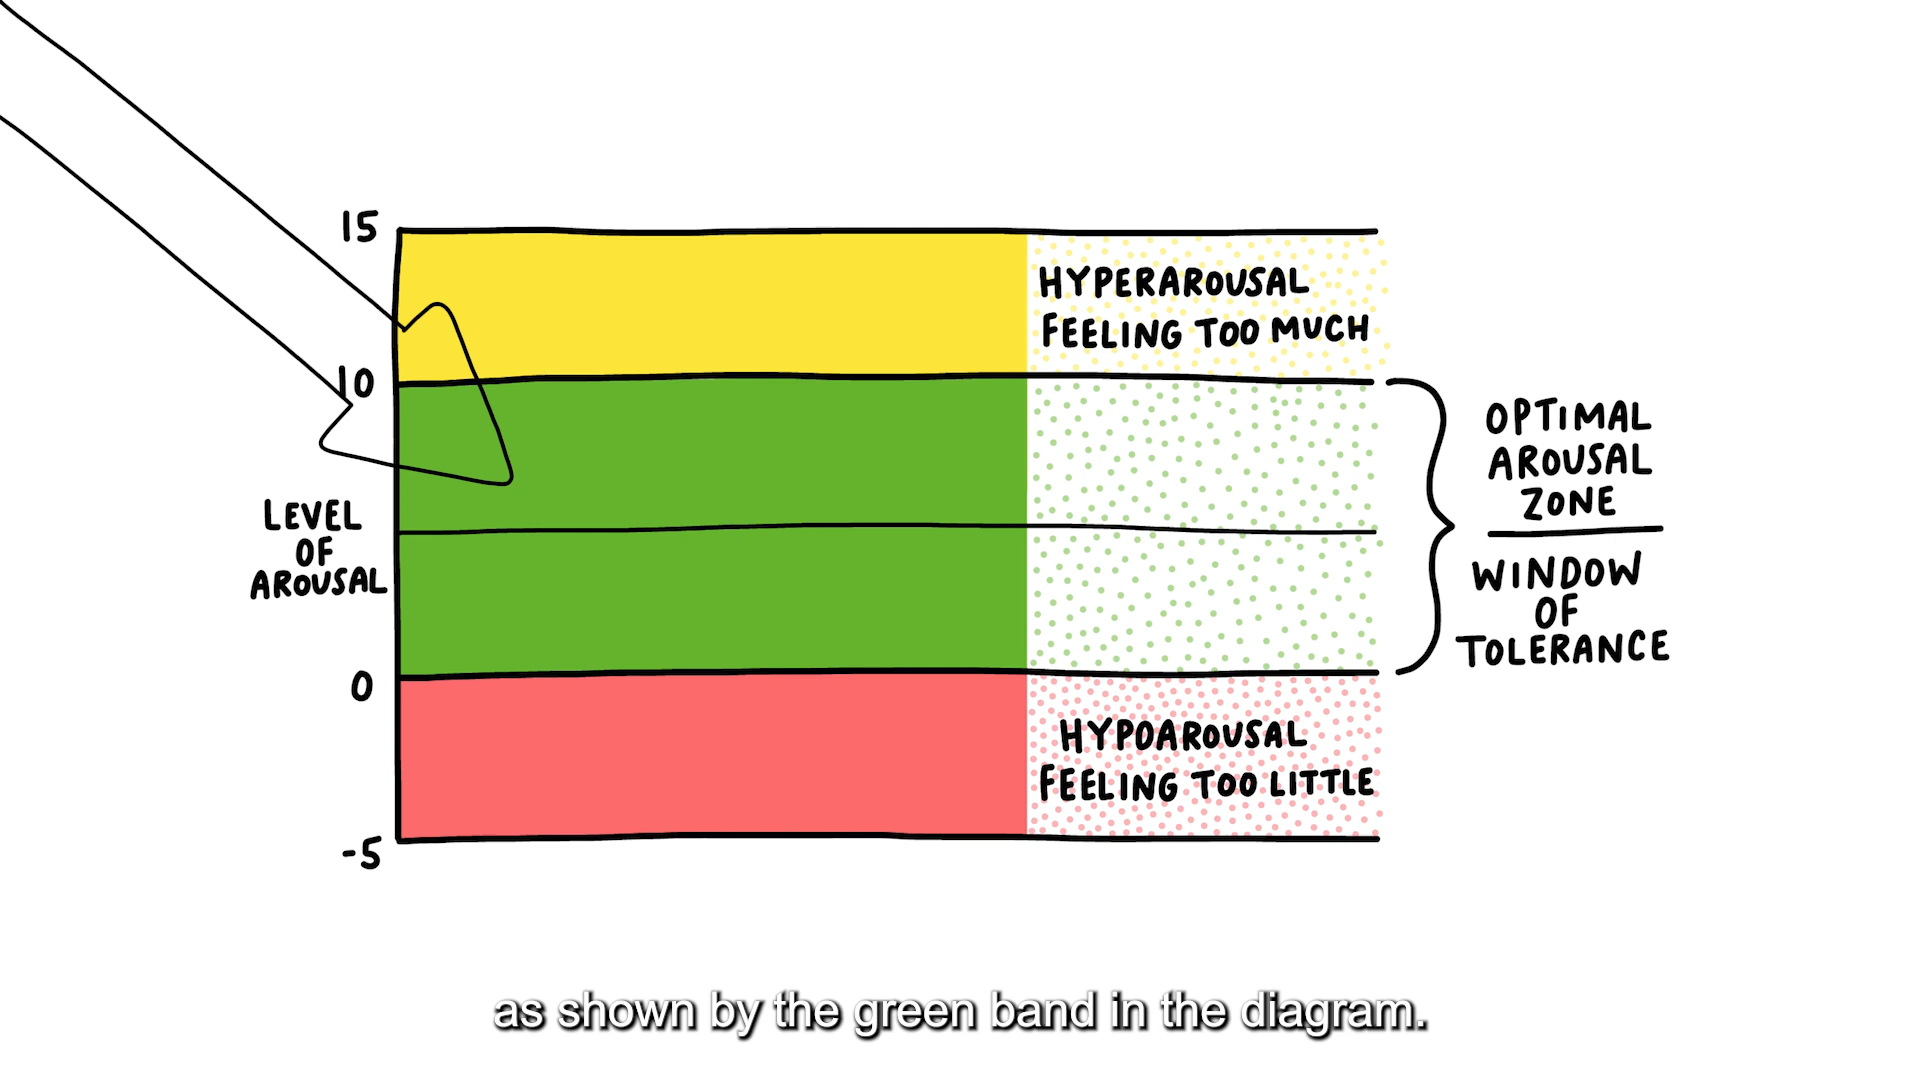 15
HYPERAROUSAL
FEELING TOO MUCH
10
OPTIMAL
AROUSAL
ZONE
LEVEL
OF
AROUSAL
WINDOW
OF
TOLERANCE
0
HYPOAROUSAL
FEELING TOO LITTLE
-5
as shown by the green band in the diagram.